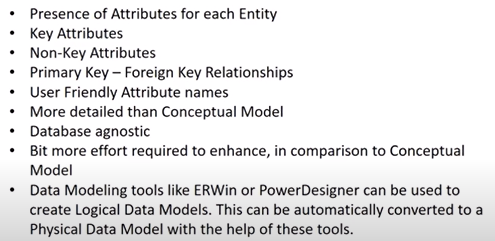 • Presence of Attributes for each Entity
• Key Attributes
• Non-Key Attributes
• Primary Key – Foreign Key Relationships
• User Friendly Attribute names
• More detailed than Conceptual Model
• Database agnostic
• Bit more effort required to enhance, in comparison to Conceptual
Model
• Data Modeling tools like ERWin or PowerDesigner can be used to
create Logical Data Models. This can be automatically converted to a
Physical Data Model with the help of these tools.